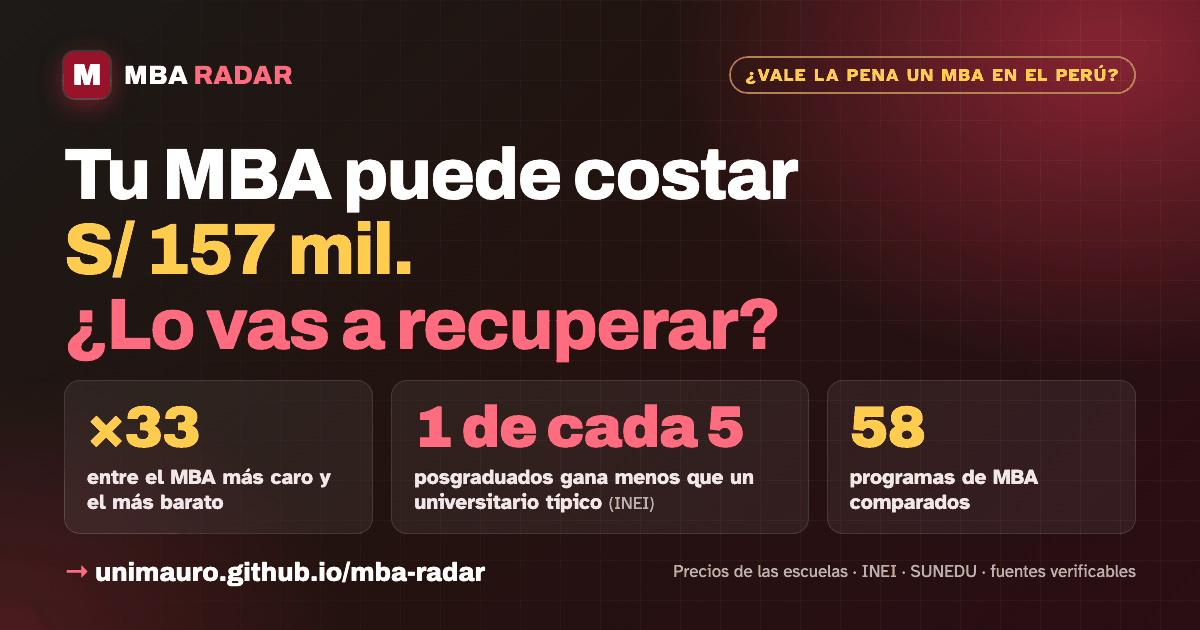 M
MBA RADAR
¿VALE LA PENA UN MBA EN EL PERÚ?
Tu MBA puede costar
S/ 157 mil.
¿Lo vas a recuperar?
×33
entre el MBA más caro y
el más barato
1 de cada 5
posgraduados gana menos que un
universitario típico (INEI)
58
programas de MBA
comparados
→ unimauro.github.io/mba-radar
Precios de las escuelas · INEI · SUNEDU · fuentes verificables